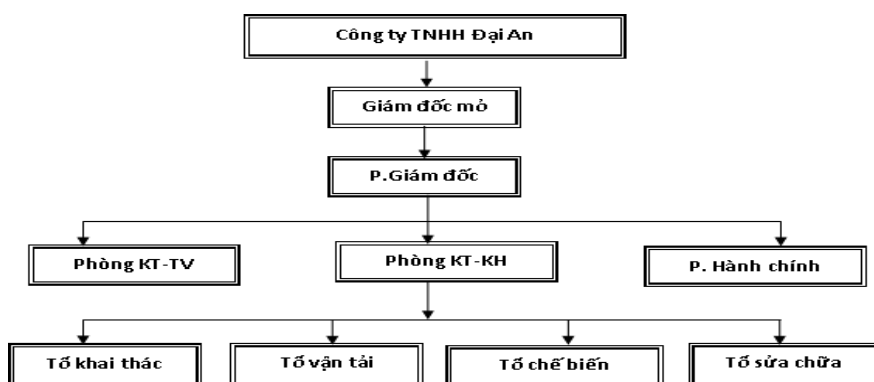 Công ty TNHH Đại An
Giám đốc mỏ
P.Giám đốc
Phòng KT-TV
Phòng KT-KH
P. Hành chính
Tổ khai thác
Tổ vận tải
Tổ chế biến
Tổ sửa chữa